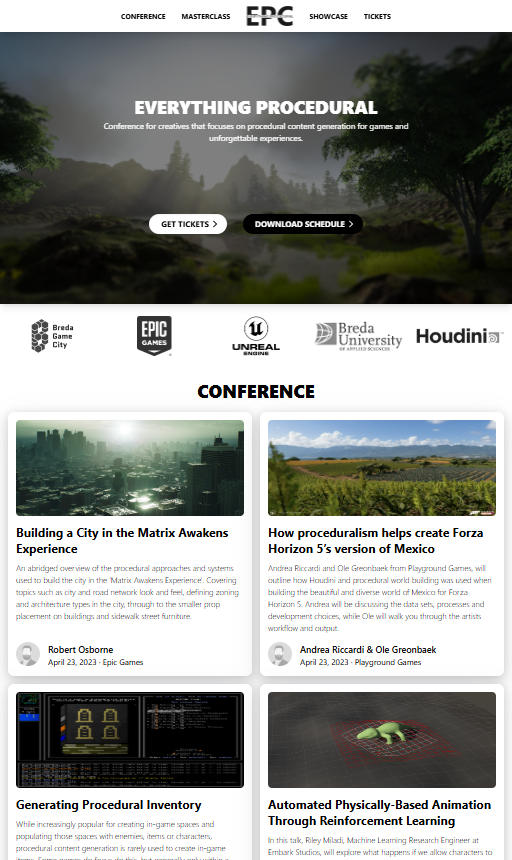 CONFERENCE MASTERCLASS EPC SHOWCASE TICKETS
EVERYTHING PROCEDURAL
Conference for creatives that focuses on procedural content generation for games and
unforgettable experiences.
GET TICKETS
DOWNLOAD SCHEDULE
Breda
Game
City
EPIC
GAMES
UNREAL
ENGINE
Breda
University
OF APPLIED SCIENCES
Houdini
CONFERENCE
Building a City in the Matrix Awakens
Experience
An abridged overview of the procedural approaches and systems
used to build the city in the 'Matrix Awakens Experience'. Covering
topics such as city and road network look and feel, defining zoning
and architecture types in the city, through to the smaller prop
placement on buildings and sidewalk street furniture.
Robert Osborne
April 23, 2023 · Epic Games
How proceduralism helps create Forza
Horizon 5's version of Mexico
Andrea Riccardi and Ole Greonbaek from Playground Games, will
outline how Houdini and procedural world building was used when
building the beautiful and diverse world of Mexico for Forza
Horizon 5. Andrea will be discussing the data sets, processes and
development choices, while Ole will walk you through the artists
workflow and output.
Andrea Riccardi & Ole Greonbaek
April 23, 2023 · Playground Games
Generating Procedural Inventory
While increasingly popular for creating in-game spaces and
populating those spaces with enemies, items or characters,
procedural content generation is rarely used to create in-game
Automated Physically-Based Animation
Through Reinforcement Learning
In this talk, Riley Miladi, Machine Learning Research Engineer at
Embark Studios, will explore what happens if we allow characters to